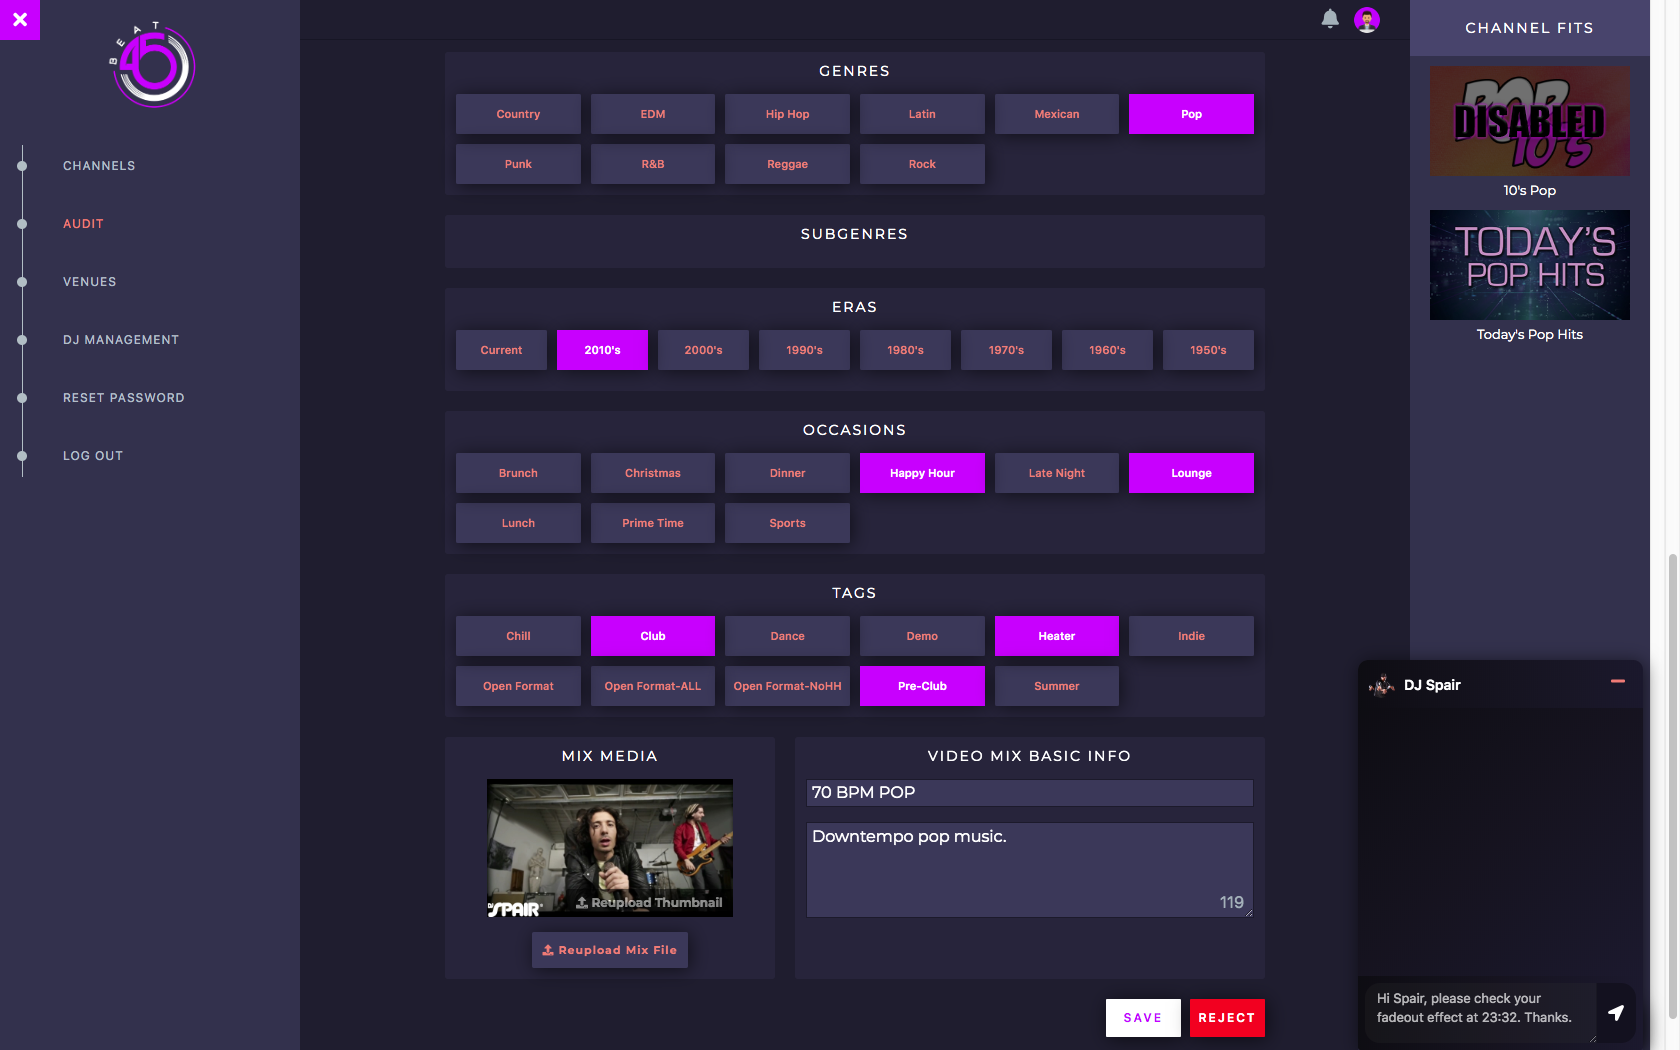 BEAT
45
CHANNELS
AUDIT
VENUES
DJ MANAGEMENT
RESET PASSWORD
LOG OUT
GENRES
Country
EDM
Hip Hop
Latin
Mexican
Pop
Punk
R&B
Reggae
Rock
SUBGENRES
ERAS
Current
2010's
2000's
1990's
1980's
1970's
1960's
1950's
OCCASIONS
Brunch
Christmas
Dinner
Happy Hour
Late Night
Lounge
Lunch
Prime Time
Sports
TAGS
Chill
Club
Dance
Demo
Heater
Indie
Open Format
Open Format-ALL
Open Format-NoHH
Pre-Club
Summer
MIX MEDIA
DJ SPAIR
Reupload Thumbnail
Reupload Mix File
VIDEO MIX BASIC INFO
70 BPM POP
Downtempo pop music.
119
SAVE
REJECT
CHANNEL FITS
POP
DISABLED
10'S
10's Pop
TODAY'S
POP HITS
Today's Pop Hits
DJ Spair
Hi Spair, please check your
fadeout effect at 23:32. Thanks.